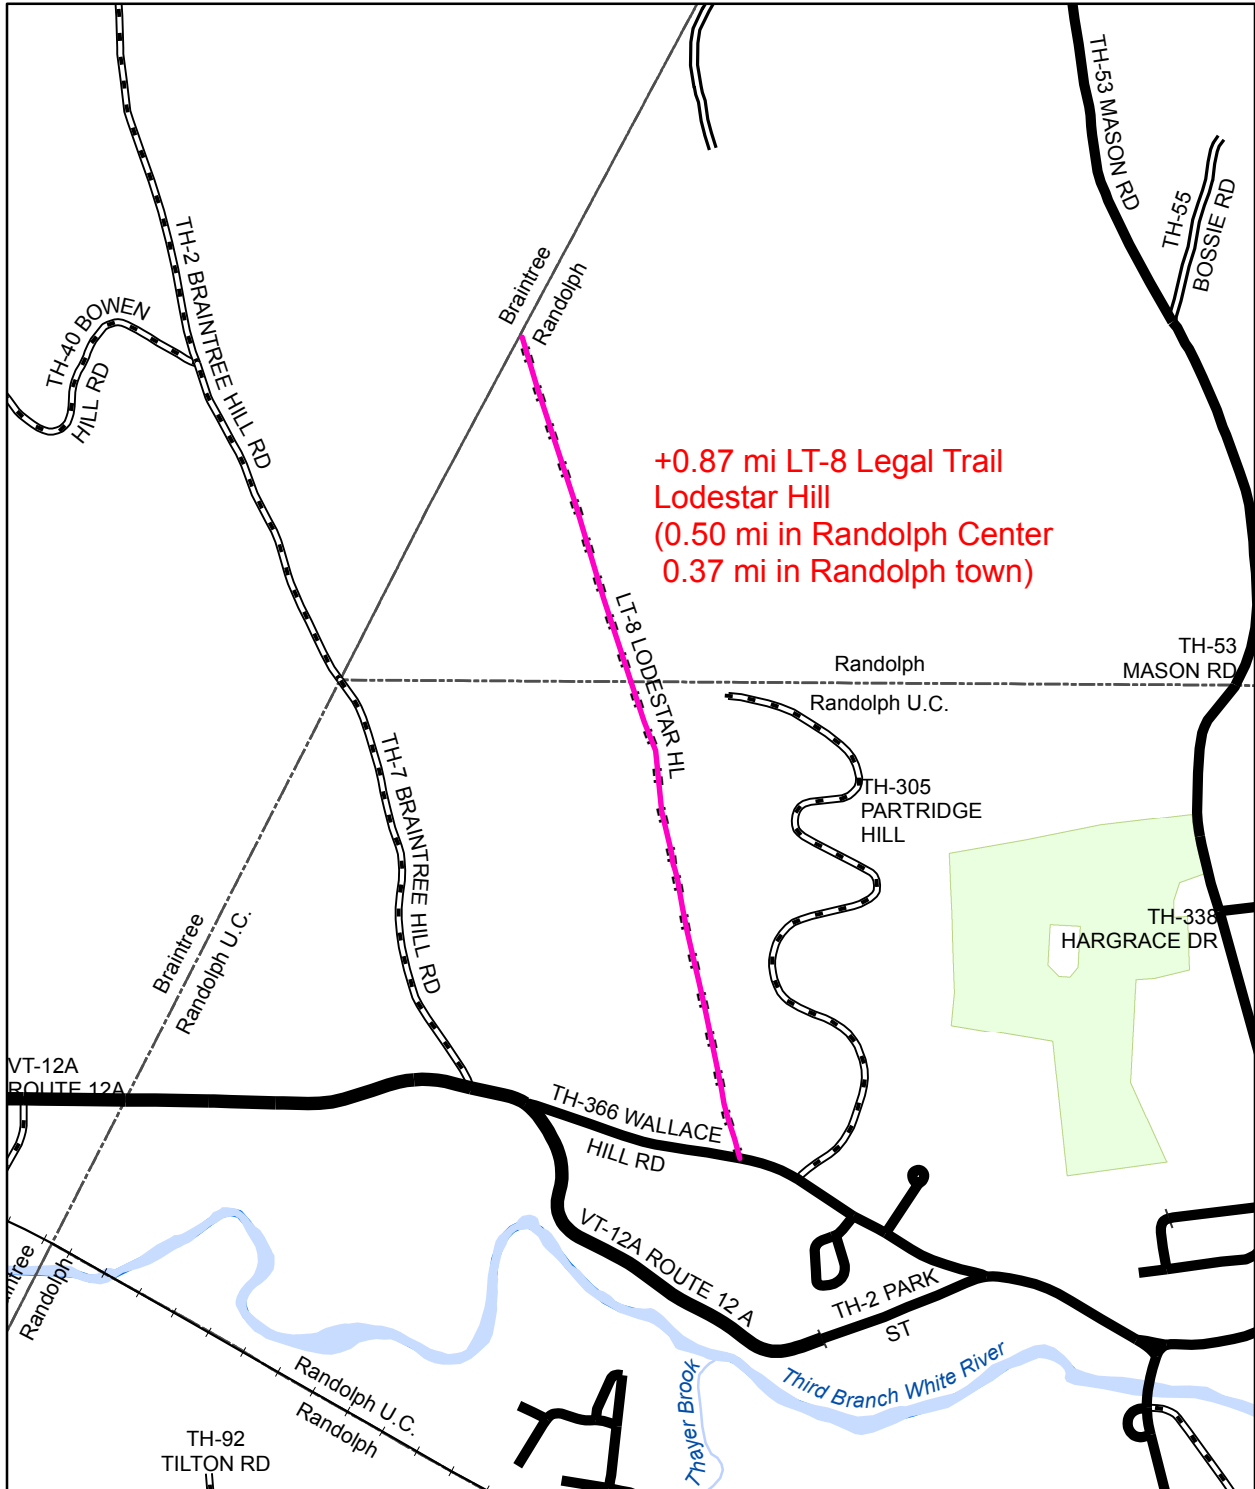 TH-53 MASON RD
TH-55
BOSSIE RD
TH-2 BRAINTREE HILL RD
TH-40 BOWEN
HILL RD
Braintree
Randolph
+0.87 mi LT-8 Legal Trail
Lodestar Hill
(0.50 mi in Randolph Center
0.37 mi in Randolph town)
LT-8 LODESTAR HL
Randolph
Randolph U.C.
TH-53
MASON RD
TH-7 BRAINTREE HILL RD
TH-305
PARTRIDGE
HILL
TH-338
HARGRACE DR
Braintree
Randolph U.C.
VT-12A
ROUTE 12A
TH-366 WALLACE
HILL RD
VT-12A ROUTE 12 A
TH-2 PARK
ST
intree
Randolph
Third Branch White River
Thayer Brook
Randolph U.C.
Randolph
TH-92
TILTON RD